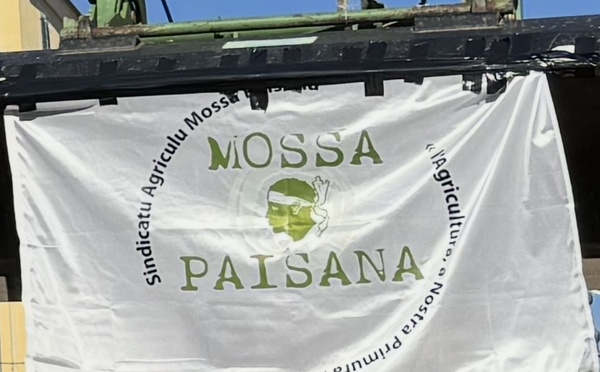 Sindicatu Agriculu Mossa
MOSSA
PAISANA
« l'Agricultura, a Nostra Primura